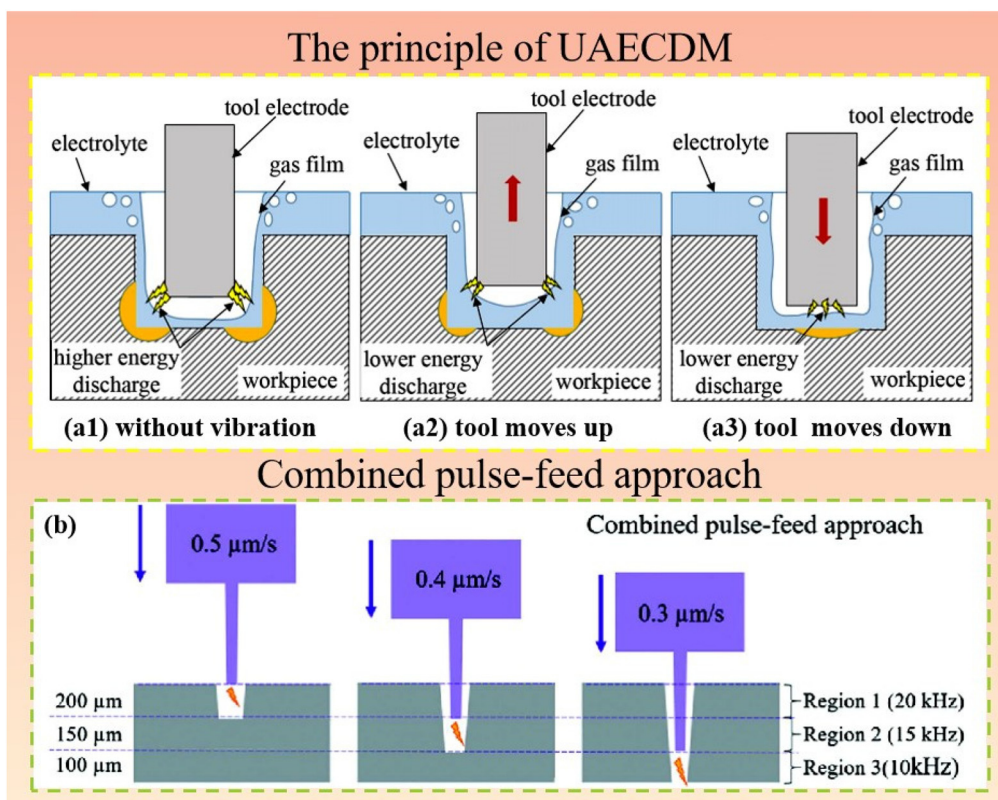 The principle of UAECDM
tool electrode
electrolyte
gas film
higher energy
discharge
workpiece
(a1) without vibration
tool electrode
electrolyte
gas film
lower energy
discharge
workpiece
(a2) tool moves up
tool electrode
electrolyte
gas film
lower energy
discharge
workpiece
(a3) tool moves down
Combined pulse-feed approach
(b)
Combined pulse-feed approach
0.5 µm/s
0.4 µm/s
0.3 µm/s
200 µm
Region 1 (20 kHz)
150 µm
Region 2 (15 kHz)
100 µm
Region 3(10kHz)